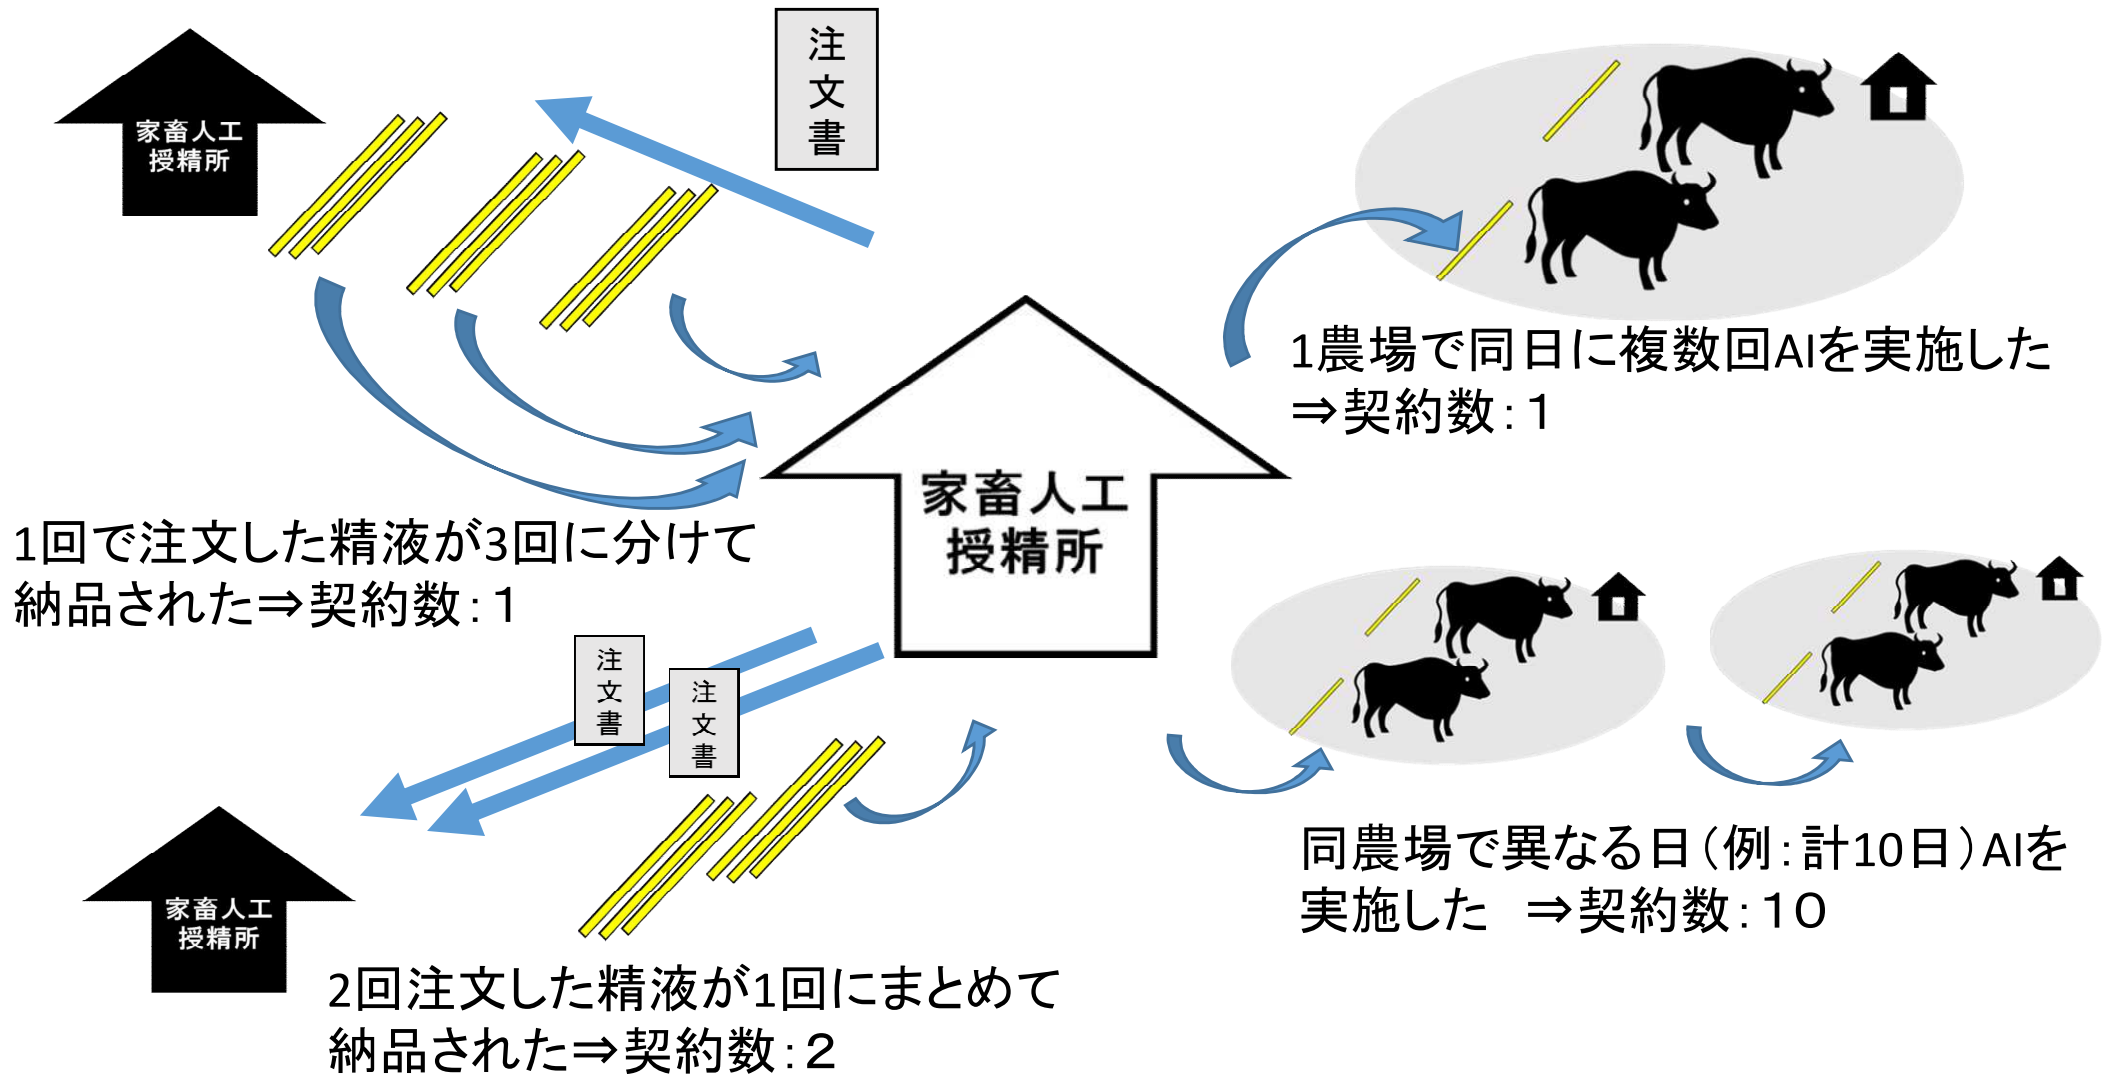 家畜人工
授精所
注
文
書
1回で注文した精液が3回に分けて
納品された⇒契約数：１
家畜人工
授精所
1農場で同日に複数回AIを実施した
⇒契約数：１
注
文
書
注
文
書
家畜人工
授精所
2回注文した精液が1回にまとめて
納品された⇒契約数：２
同農場で異なる日（例：計10日）AIを
実施した　⇒契約数：１０